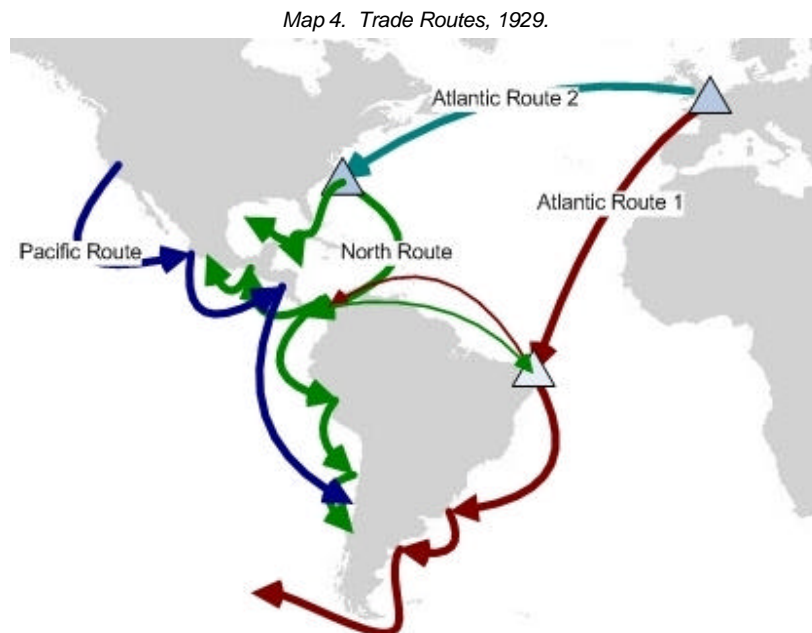 Map 4. Trade Routes, 1929.
Atlantic Route 2
Atlantic Route 1
Pacific Route
North Route